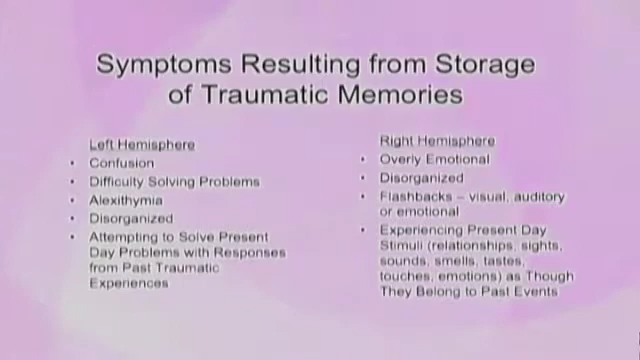 Symptoms Resulting from Storage
of Traumatic Memories
Left Hemisphere
• Confusion
• Difficulty Solving Problems
• Alexithymia
• Disorganized
• Attempting to Solve Present
Day Problems with Responses
from Past Traumatic
Experiences
Right Hemisphere
• Overly Emotional
• Disorganized
• Flashbacks – visual, auditory
or emotional
• Experiencing Present Day
Stimuli (relationships, sights,
sounds, smells, tastes,
touches, emotions) as Though
They Belong to Past Events